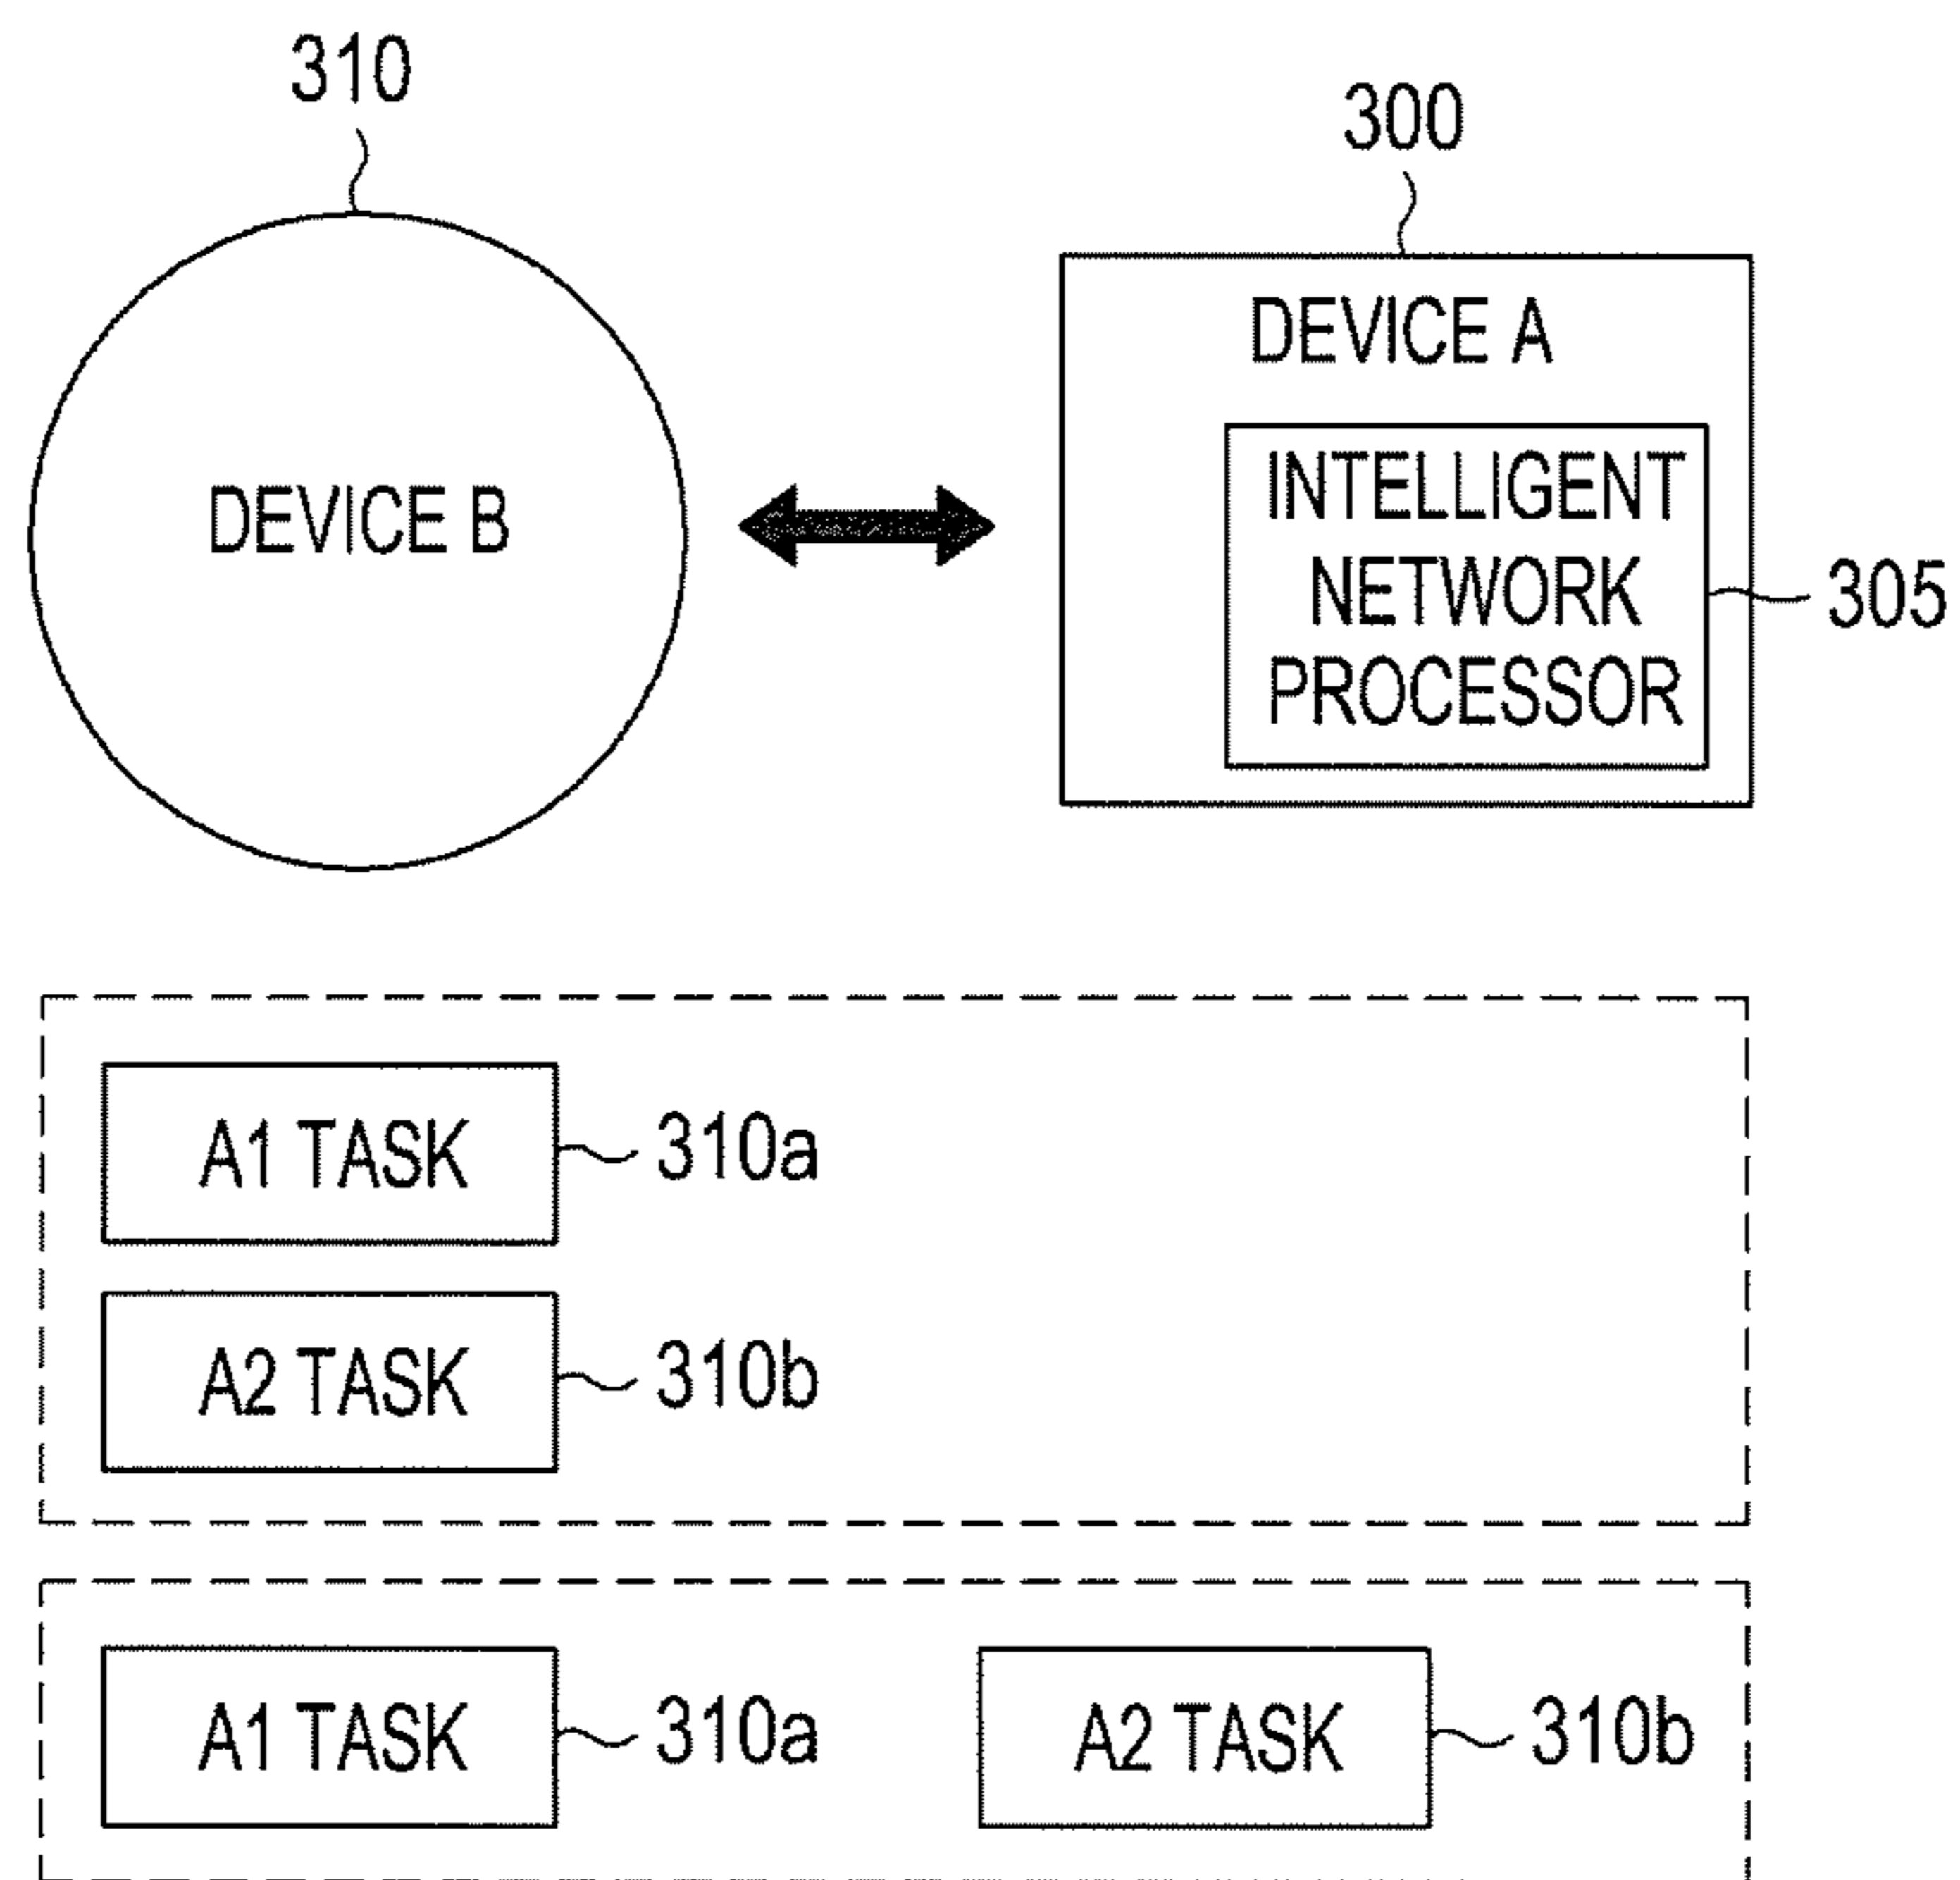 310
300
DEVICE B
DEVICE A
INTELLIGENT
NETWORK
PROCESSOR
305
A1 TASK
310a
A2 TASK
310b
A1 TASK
310a
A2 TASK
310b